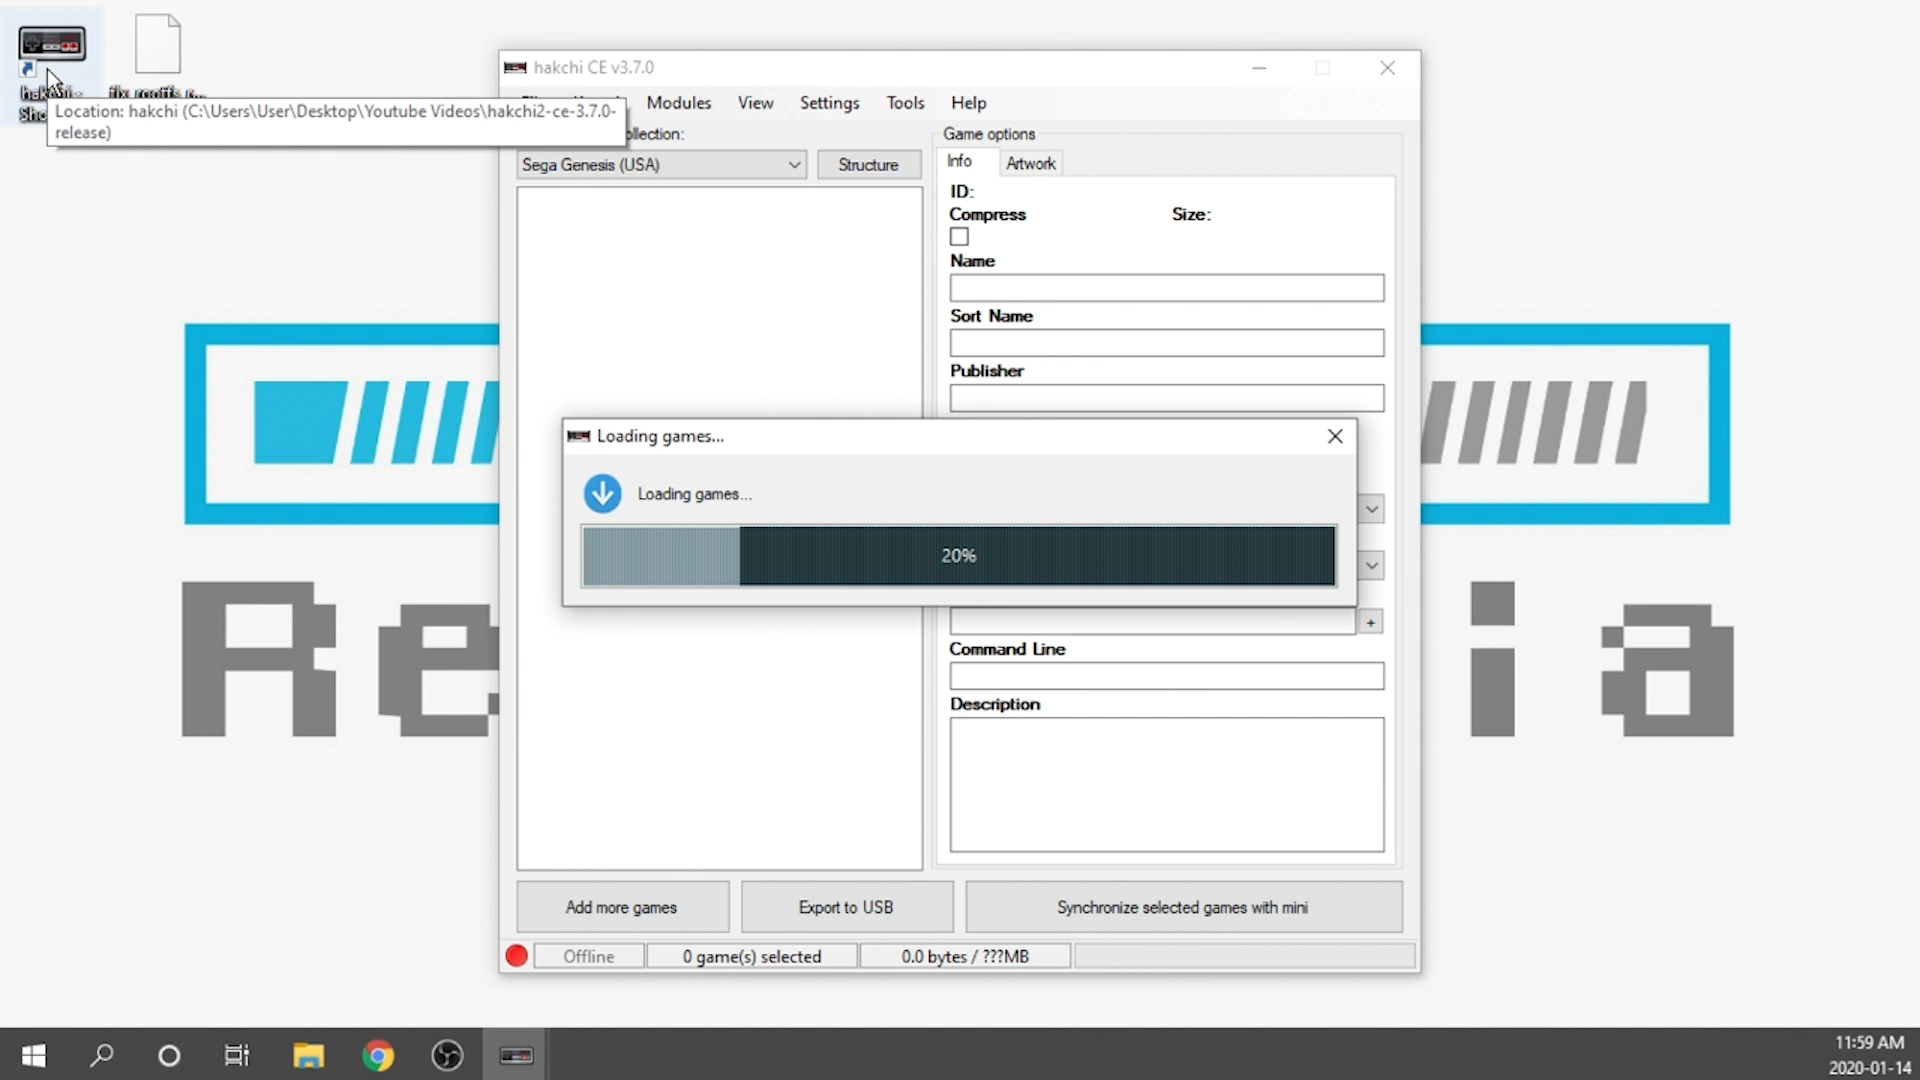 hakchi CE v3.7.0
Modules View Settings Tools Help
Location: hakchi (C:\Users\User\Desktop\Youtube Videos\hakchi2-ce-3.7.0-
release)
Game options
Sega Genesis (USA)
Structure
Info
Artwork
ID:
Compress
Size:
Name
Sort Name
Publisher
Loading games...
Loading games...
20%
+
Command Line
Description
Add more games
Export to USB
Synchronize selected games with mini
Offline
0 game(s) selected
0.0 bytes / ???MB
11:59 AM
2020-01-14